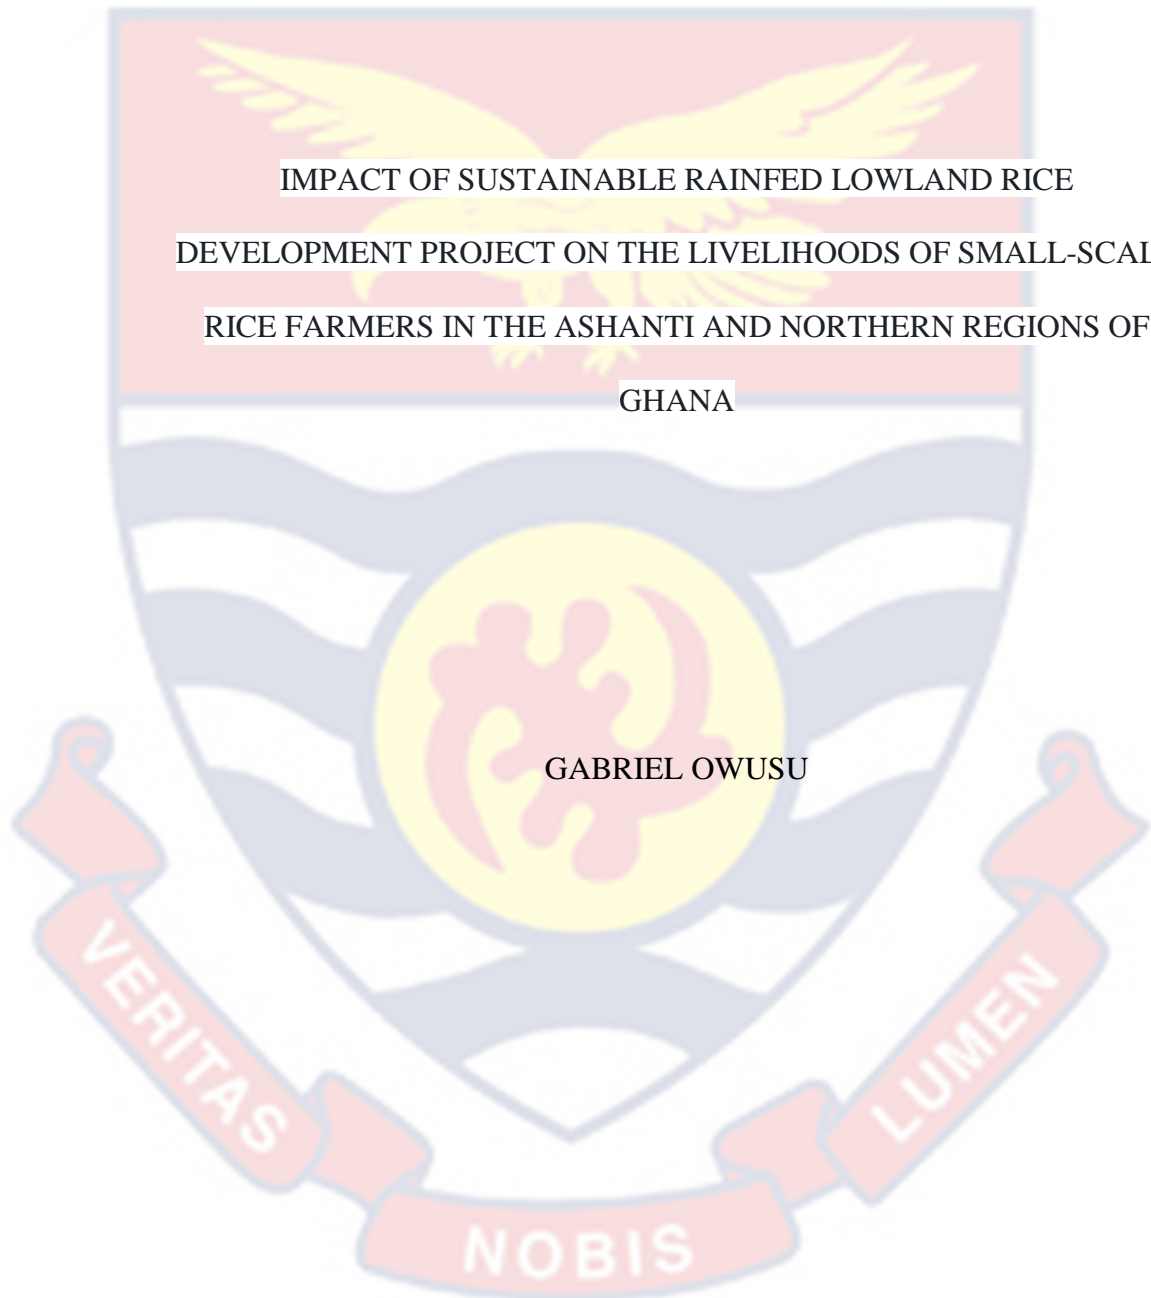 IMPACT OF SUSTAINABLE RAINFED LOWLAND RICE
DEVELOPMENT PROJECT ON THE LIVELIHOODS OF SMALL-SCAL
RICE FARMERS IN THE ASHANTI AND NORTHERN REGIONS OF
GHANA
GABRIEL OWUSU
VERITAS
NOBIS
LUMEN